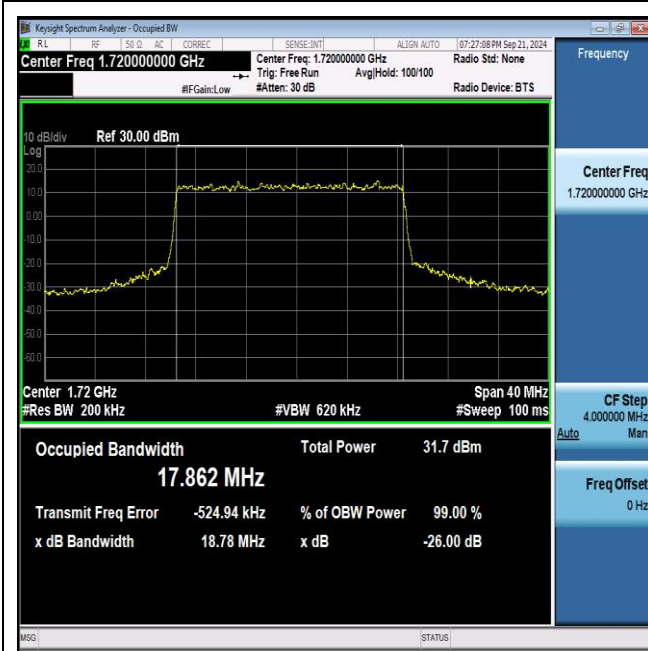 Keysight Spectrum Analyzer - Occupied BW
RL RF 50 Ω AC CORREC SENSE:INT ALIGN AUTO 07:27:08 PM Sep 21, 2024
Center Freq 1.720000000 GHz
Center Freq: 1.720000000 GHz
Radio Std: None
Trig: Free Run Avg|Hold: 100/100
#IFGain:Low
#Atten: 30 dB
Radio Device: BTS
10 dB/div Ref 30.00 dBm
Log
20.0
10.0
0.00
-10.0
-20.0
-30.0
-40.0
-50.0
-60.0
Center 1.72 GHz Span 40 MHz
#Res BW 200 kHz #VBW 620 kHz #Sweep 100 ms
Occupied Bandwidth Total Power 31.7 dBm
17.862 MHz
Transmit Freq Error -524.94 kHz % of OBW Power 99.00 %
x dB Bandwidth 18.78 MHz x dB -26.00 dB
MSG STATUS
Frequency
Center Freq
1.720000000 GHz
CF Step
4.000000 MHz
Auto Man
Freq Offset
0 Hz